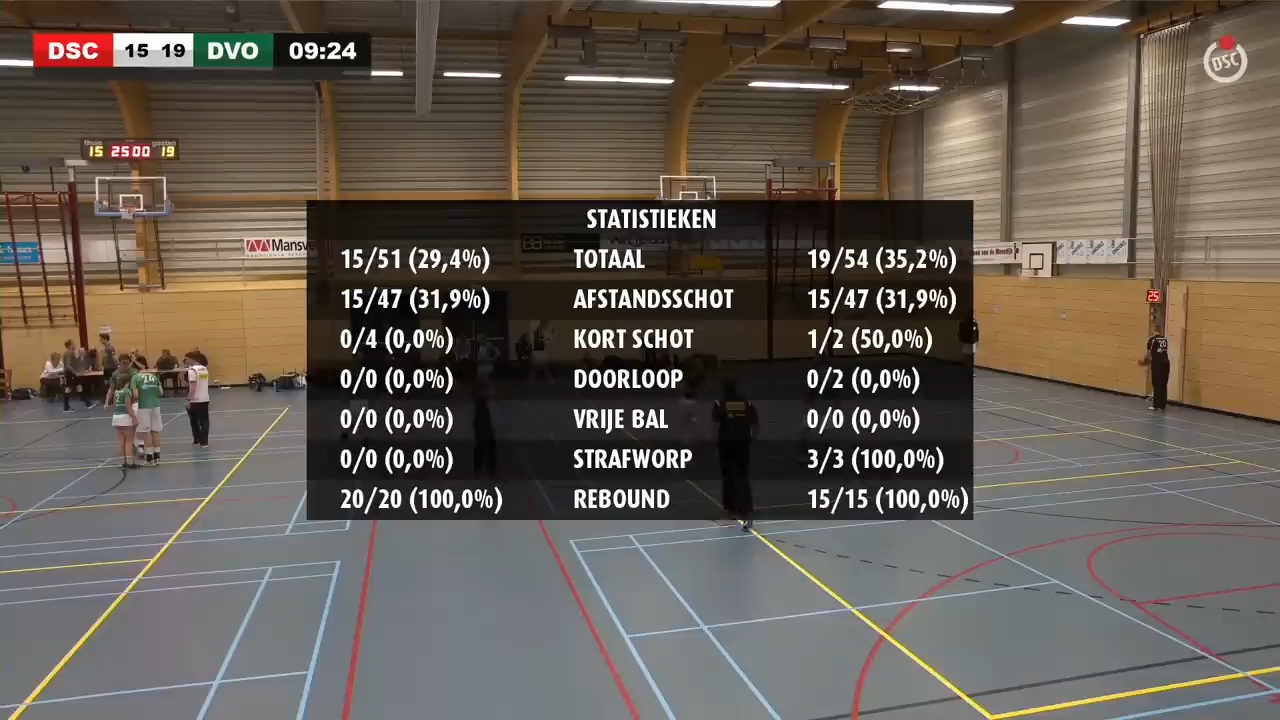 DSC 15 19 DVO 09:24
DSC
thuis gasten
15 25 00 19
STATISTIEKEN
15/51 (29,4%) TOTAAL 19/54 (35,2%)
15/47 (31,9%) AFSTANDSSCHOT 15/47 (31,9%)
0/4 (0,0%) KORT SCHOT 1/2 (50,0%)
0/0 (0,0%) DOORLOOP 0/2 (0,0%)
0/0 (0,0%) VRIJE BAL 0/0 (0,0%)
0/0 (0,0%) STRAFWORP 3/3 (100,0%)
20/20 (100,0%) REBOUND 15/15 (100,0%)
Mansve
25
24
20